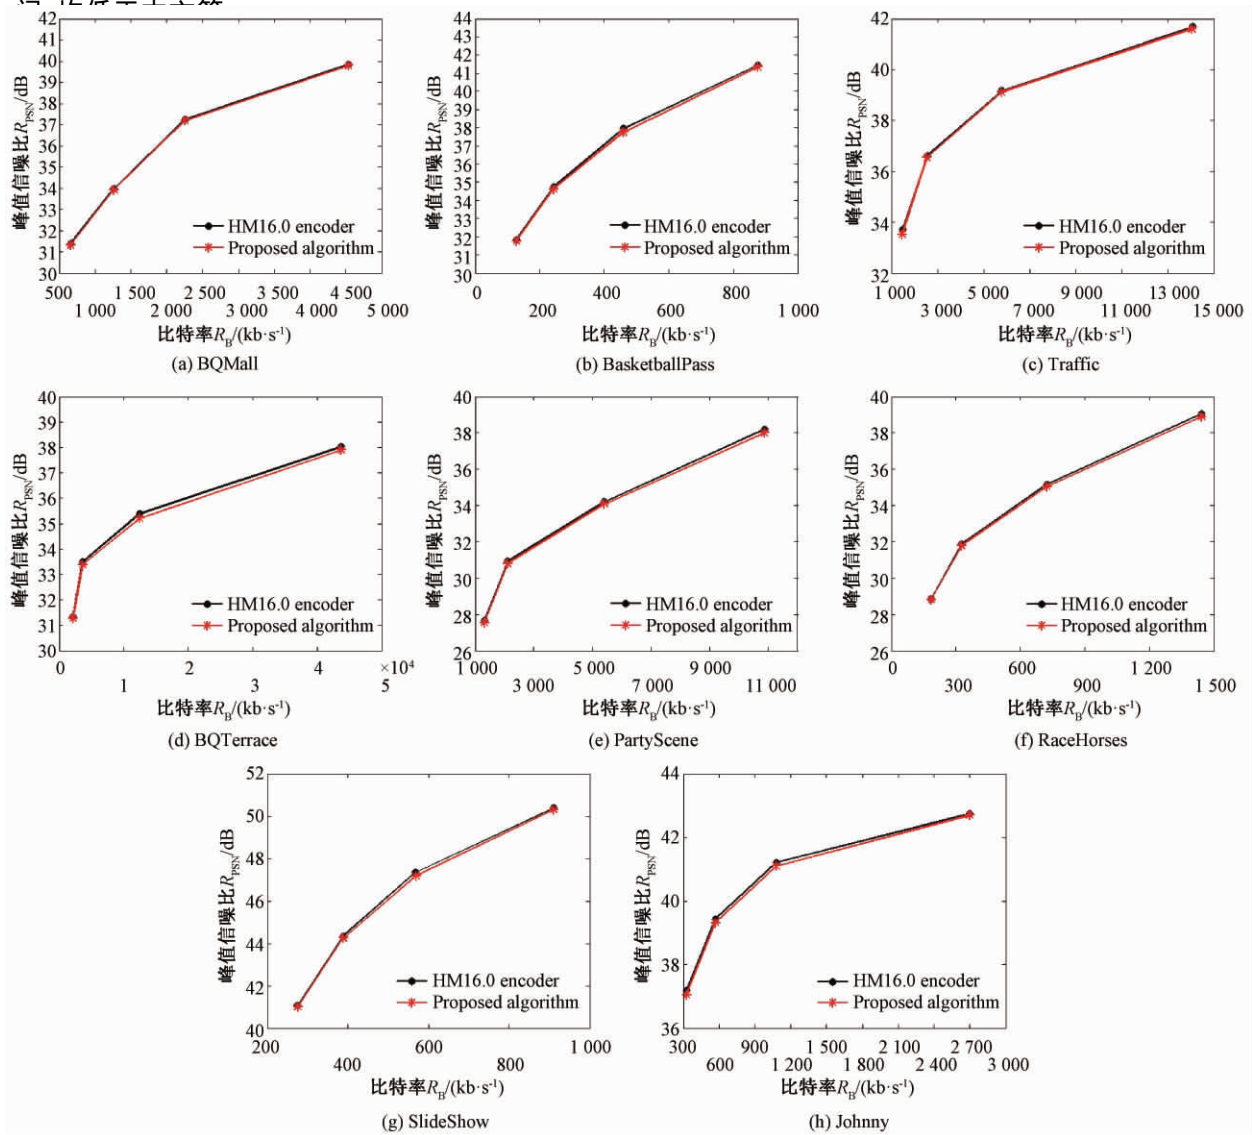 42
41
40
39
38
37
36
35
34
33
32
31
30
峰值信噪比R_PSN/dB
HM16.0 encoder
Proposed algorithm
500 1 500 2 500 3 500 4 500
1 000 2 000 3 000 4 000 5 000
比特率R_B/(kb·s⁻¹)
(a) BQMall
44
43
42
41
40
39
38
37
36
35
34
33
32
31
30
峰值信噪比R_PSN/dB
HM16.0 encoder
Proposed algorithm
0 400 800
200 600 1 000
比特率R_B/(kb·s⁻¹)
(b) BasketballPass
42
40
38
36
34
32
峰值信噪比R_PSN/dB
HM16.0 encoder
Proposed algorithm
1 000 5 000 9 000 13 000
3 000 7 000 11 000 15 000
比特率R_B/(kb·s⁻¹)
(c) Traffic
40
39
38
37
36
35
34
33
32
31
30
峰值信噪比R_PSN/dB
HM16.0 encoder
Proposed algorithm
0 2 4 ×10⁴
1 3 5
比特率R_B/(kb·s⁻¹)
(d) BQTerrace
40
38
36
34
32
30
28
26
峰值信噪比R_PSN/dB
HM16.0 encoder
Proposed algorithm
1 000 5 000 9 000
3 000 7 000 11 000
比特率R_B/(kb·s⁻¹)
(e) PartyScene
40
38
36
34
32
30
28
26
峰值信噪比R_PSN/dB
HM16.0 encoder
Proposed algorithm
0 600 1 200
300 900 1 500
比特率R_B/(kb·s⁻¹)
(f) RaceHorses
52
50
48
46
44
42
40
峰值信噪比R_PSN/dB
HM16.0 encoder
Proposed algorithm
200 600 1 000
400 800
比特率R_B/(kb·s⁻¹)
(g) SlideShow
44
42
40
38
36
峰值信噪比R_PSN/dB
HM16.0 encoder
Proposed algorithm
300 900 1 500 2 100 2 700
600 1 200 1 800 2 400 3 000
比特率R_B/(kb·s⁻¹)
(h) Johnny